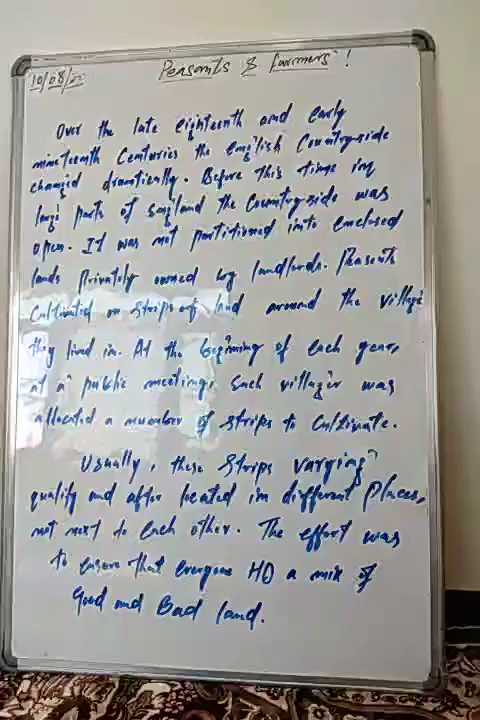 10/08/22
Peasants & farmers !
Over the late eighteenth and early
nineteenth Centuries the english Countryside
changed dramtically. Before this time in
large parts of England the Countryside was
open. It was not partitioned into enclosed
lands Privately owned by landlords. Peasents
Cultivated on Strips of land around the village
they lived in. At the beginning of each year,
at a public meeting, Each villager was
allocated a number of strips to Cultivate.
Usually, these Strips varying
quality and after located in different Places,
not next to Each other. The effort was
to ensure that everyone HD a mix of
Good and Bad land.